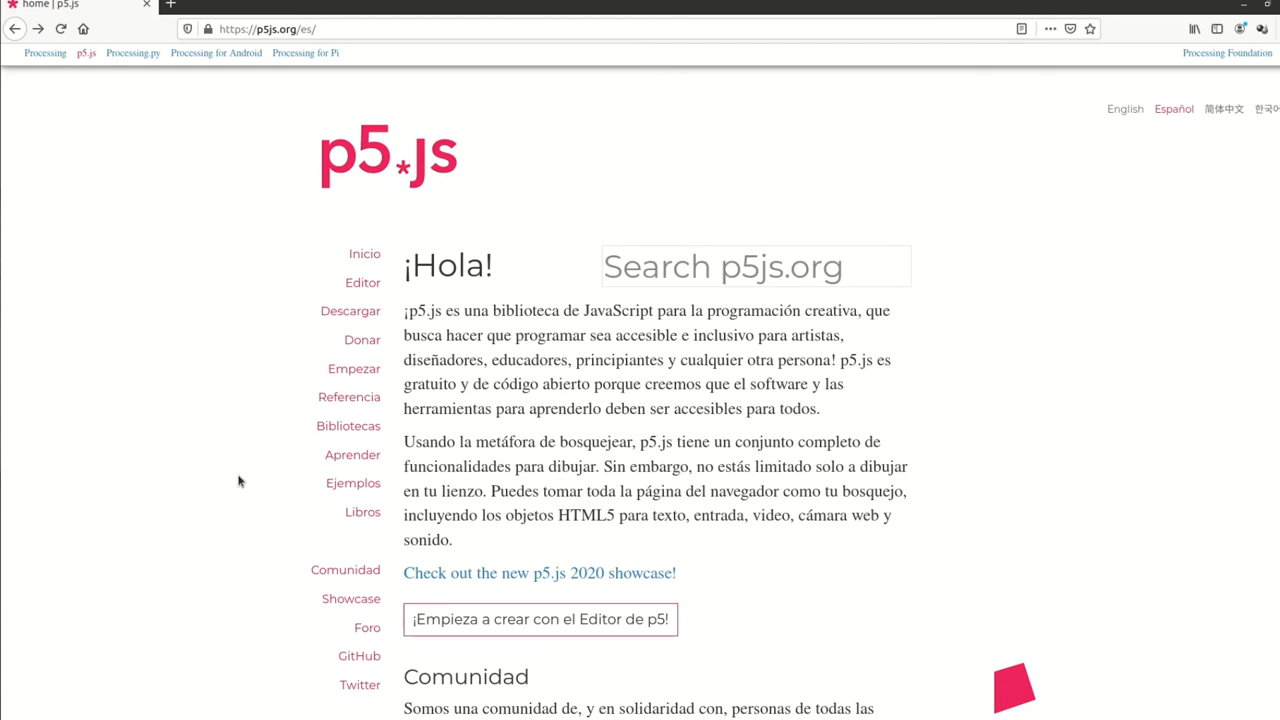 home | p5.js
https://p5js.org/es/
Processing p5.js Processing.py Processing for Android Processing for Pi Processing Foundation
English Español 简体中文 한국어
p5*js
Inicio
Editor
Descargar
Donar
Empezar
Referencia
Bibliotecas
Aprender
Ejemplos
Libros
Comunidad
Showcase
Foro
GitHub
Twitter
¡Hola!
Search p5js.org
¡p5.js es una biblioteca de JavaScript para la programación creativa, que
busca hacer que programar sea accesible e inclusivo para artistas,
diseñadores, educadores, principiantes y cualquier otra persona! p5.js es
gratuito y de código abierto porque creemos que el software y las
herramientas para aprenderlo deben ser accesibles para todos.
Usando la metáfora de bosquejear, p5.js tiene un conjunto completo de
funcionalidades para dibujar. Sin embargo, no estás limitado solo a dibujar
en tu lienzo. Puedes tomar toda la página del navegador como tu bosquejo,
incluyendo los objetos HTML5 para texto, entrada, video, cámara web y
sonido.
Check out the new p5.js 2020 showcase!
¡Empieza a crear con el Editor de p5!
Comunidad
Somos una comunidad de, y en solidaridad con, personas de todas las